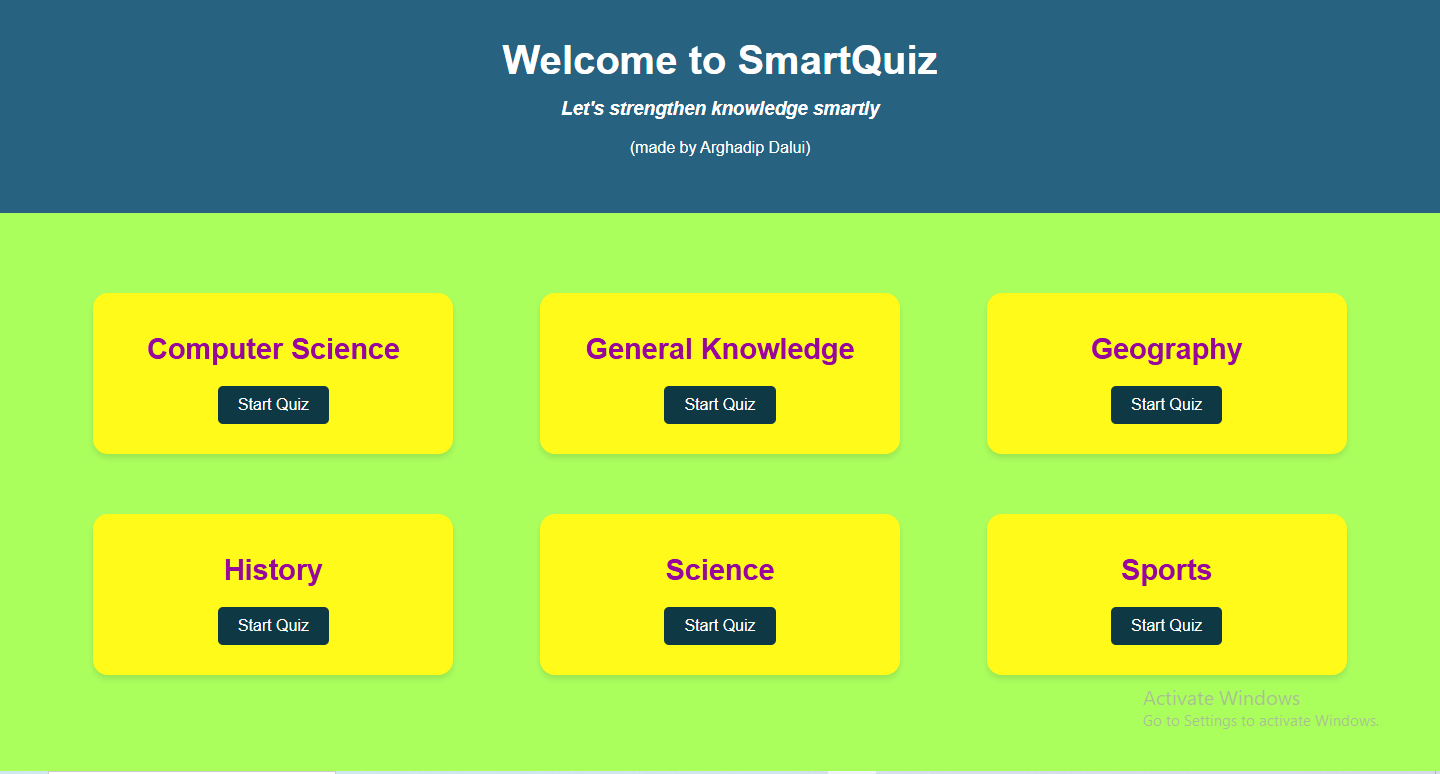 Welcome to SmartQuiz
Let's strengthen knowledge smartly
(made by Arghadip Dalui)
Computer Science
Start Quiz
General Knowledge
Start Quiz
Geography
Start Quiz
History
Start Quiz
Science
Start Quiz
Sports
Start Quiz
Activate Windows
Go to Settings to activate Windows.